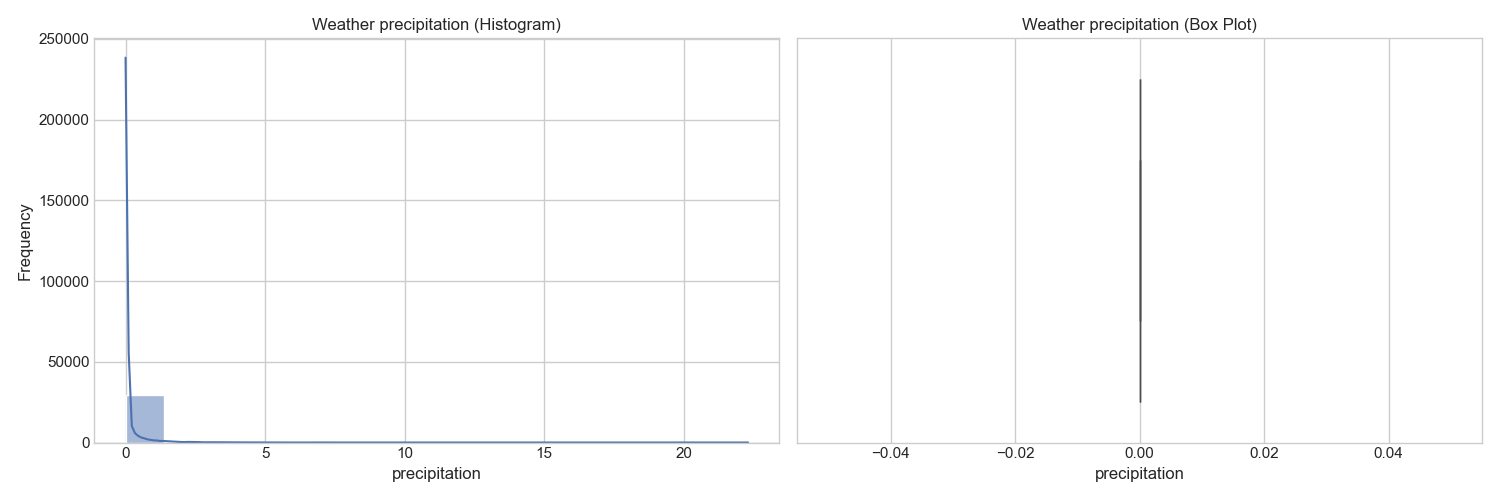 Weather precipitation (Histogram)
250000
200000
150000
100000
50000
0
Frequency
0 5 10 15 20
precipitation
Weather precipitation (Box Plot)
−0.04 −0.02 0.00 0.02 0.04
precipitation